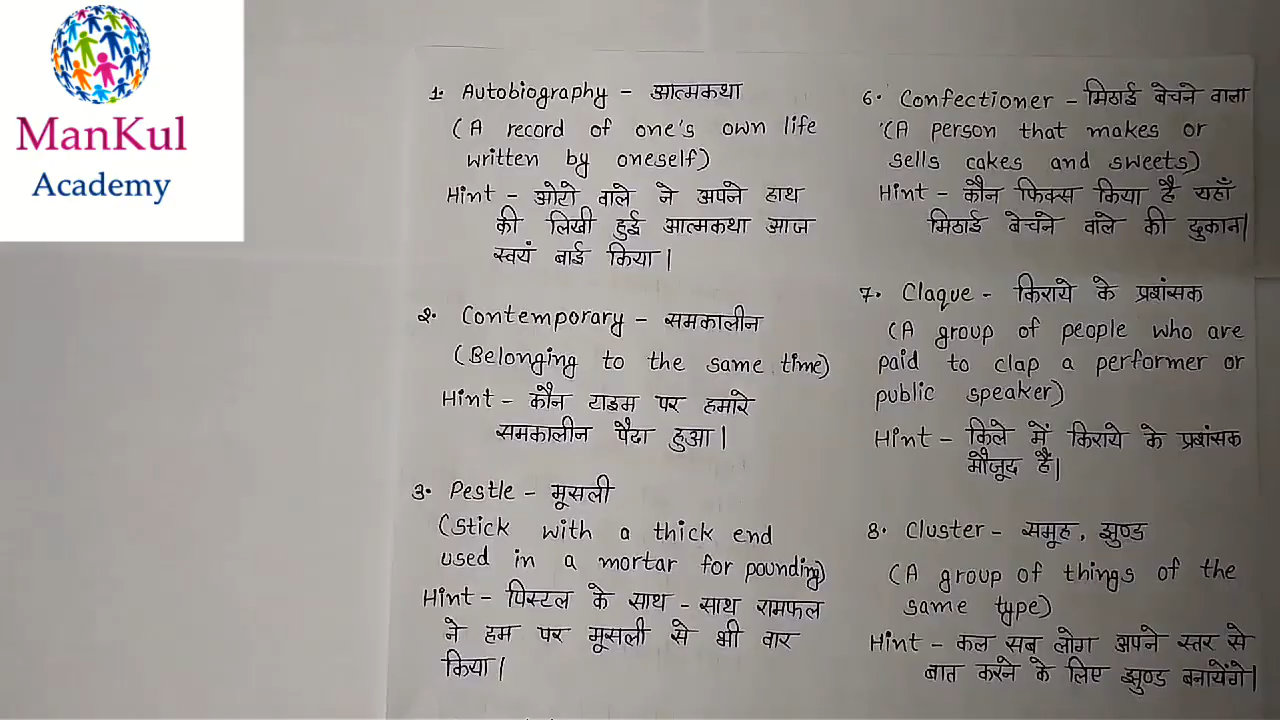 ManKul
Academy
1. Autobiography - आत्मकथा
(A record of one's own life
written by oneself)
Hint - ओटो वाले ने अपने हाथ
की लिखी हुई आत्मकथा आज
स्वयं बाई किया।
२. Contemporary - समकालीन
(Belonging to the same time)
Hint - कौन टाइम पर हमारे
समकालीन पैदा हुआ।
३. Pestle - मूसली
(Stick with a thick end
used in a mortar for pounding)
Hint - पिस्टल के साथ - साथ रामफल
ने हम पर मूसली से भी वार
किया।
6. Confectioner - मिठाई बेचने वाला
(A person that makes or
sells cakes and sweets)
Hint - कौन फिक्स किया है यहाँ
मिठाई बेचने वाले की दुकान।
7. Claque - किराये के प्रशंसक
(A group of people who are
paid to clap a performer or
public speaker)
Hint - किले में किराये के प्रशंसक
मौजूद हैं।
8. Cluster - समूह, झुण्ड
(A group of things of the
same type)
Hint - कल सब लोग अपने स्तर से
बात करने के लिए झुण्ड बनायेंगे।